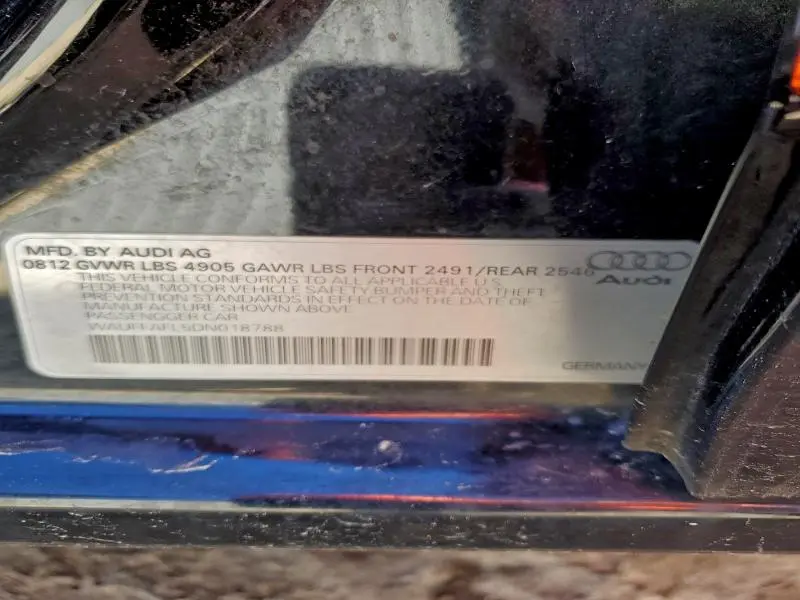 MFD. BY AUDI AG
0812 GVWR LBS 4905 GAWR LBS FRONT 2491/REAR 2546
THIS VEHICLE CONFORMS TO ALL APPLICABLE U.S.
FEDERAL MOTOR VEHICLE SAFETY BUMPER AND THEFT
PREVENTION STANDARDS IN EFFECT ON THE DATE OF
MANUFACTURE SHOWN ABOVE
PASSENGGER CAR
WAUFFAFL5DN018788
Audi
GERMANY